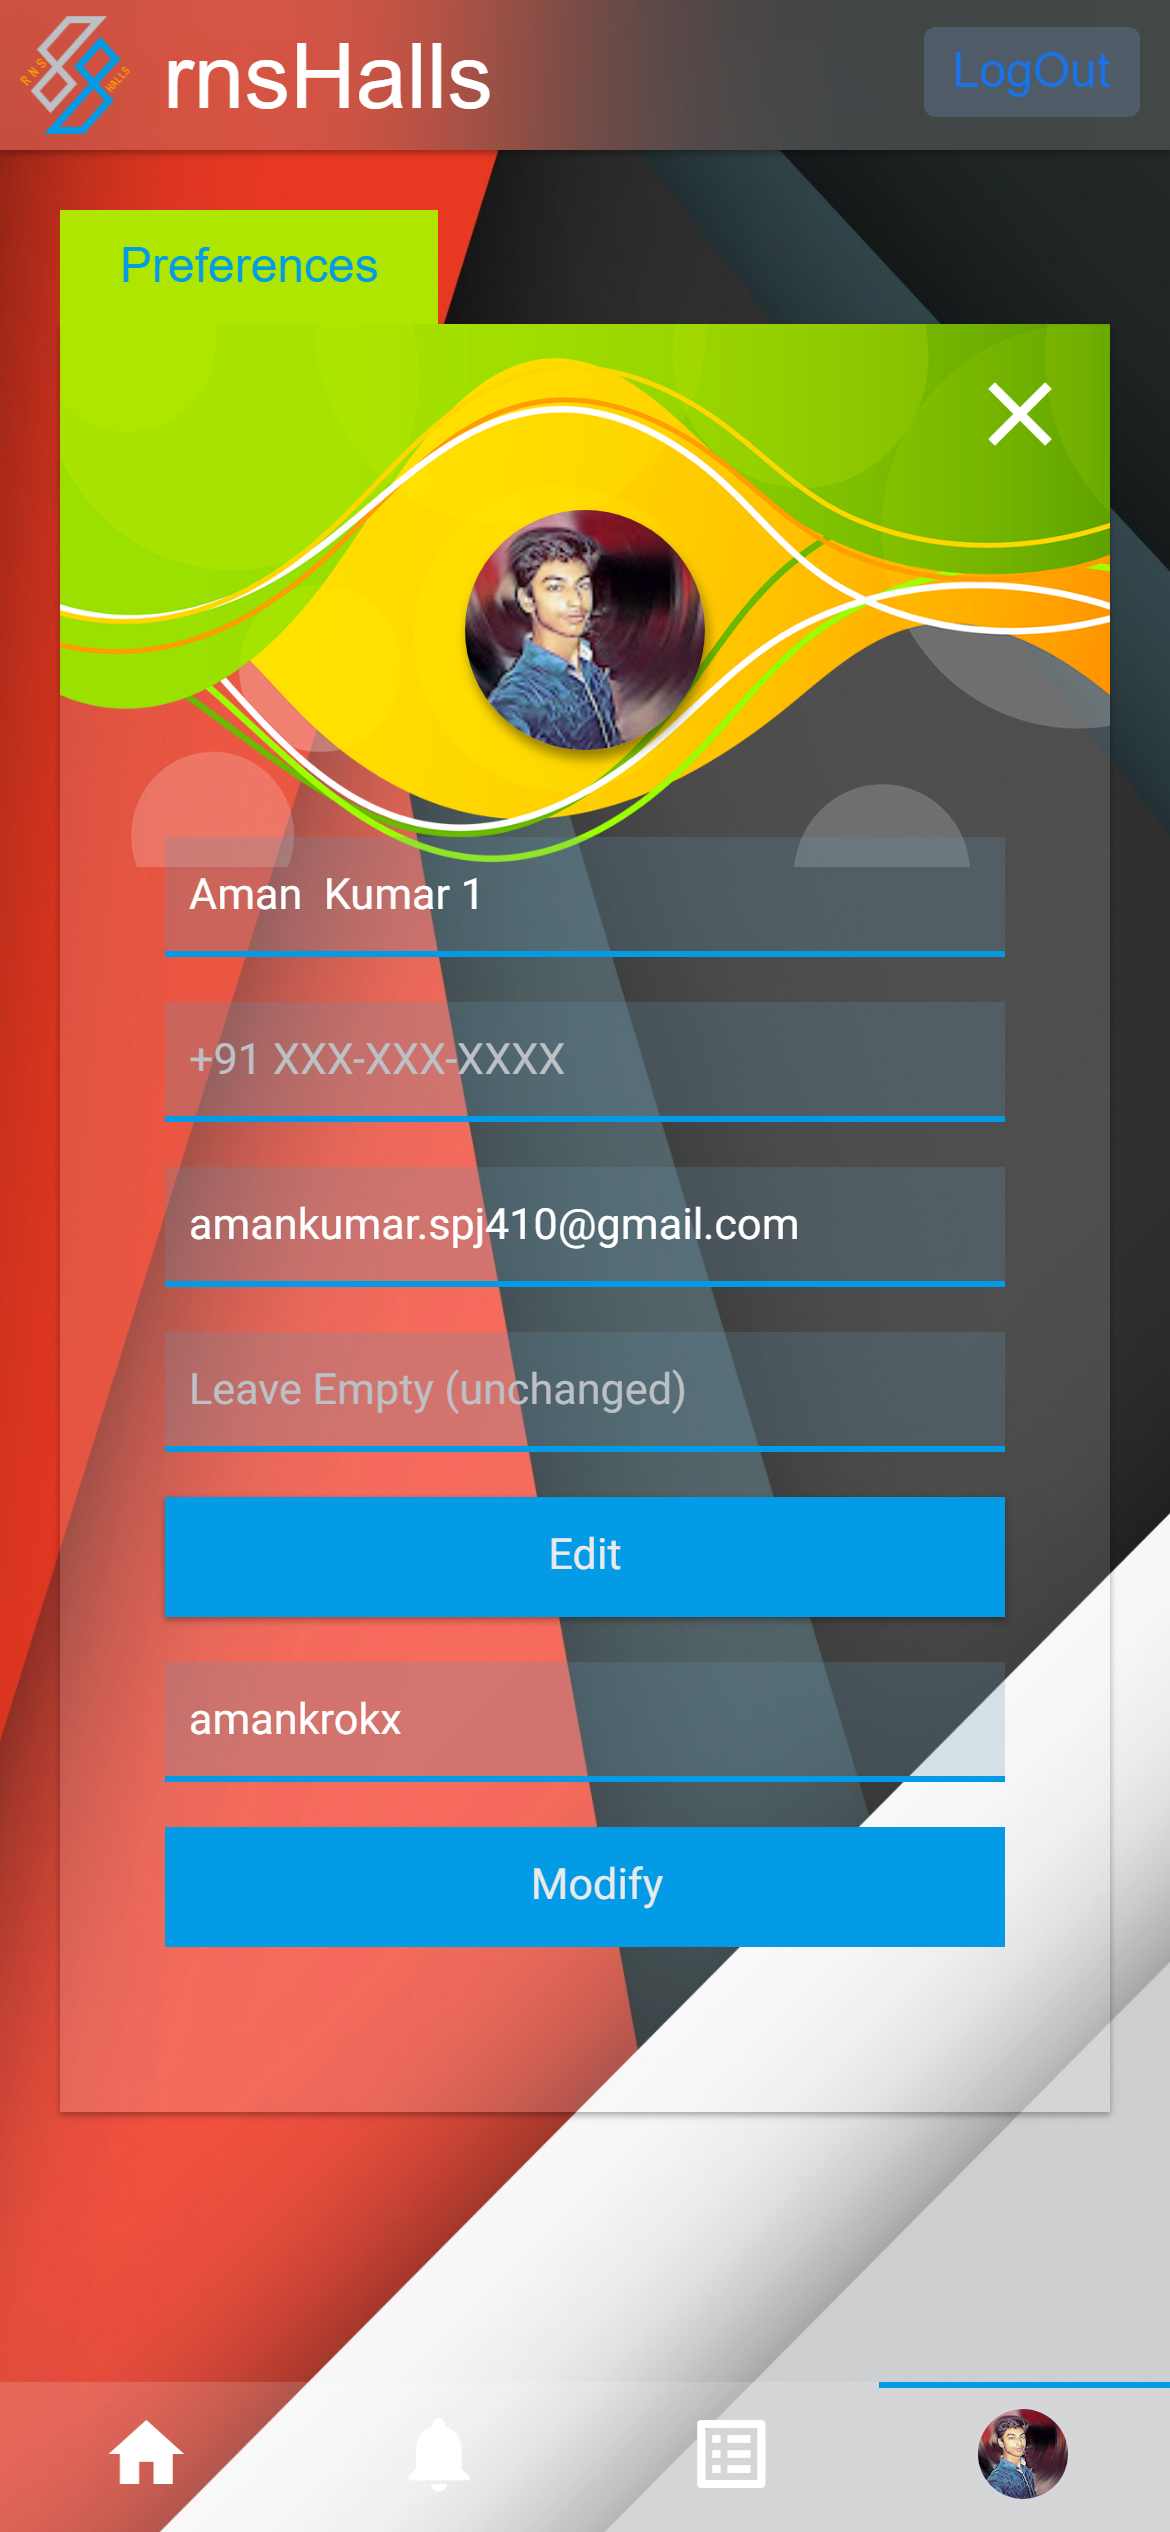 RNS
HALLS
rnsHalls
LogOut
Preferences
Aman  Kumar 1
+91 XXX-XXX-XXXX
amankumar.spj410@gmail.com
Leave Empty (unchanged)
Edit
amankrokx
Modify